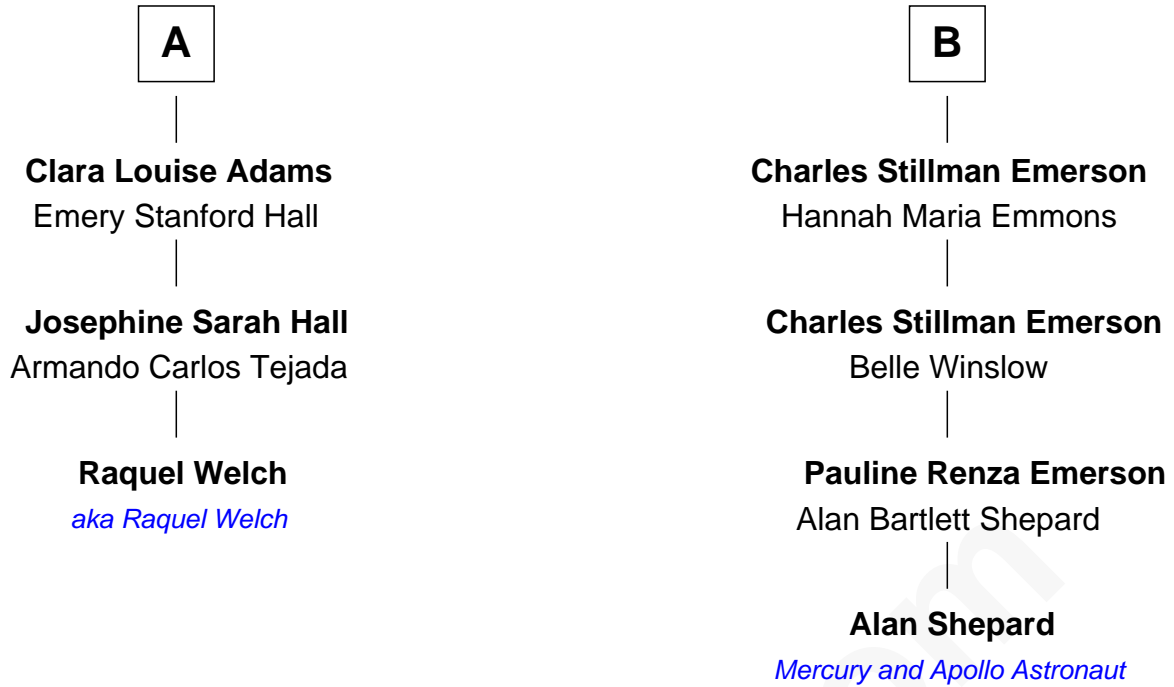 A
Clara Louise Adams
Emery Stanford Hall
Josephine Sarah Hall
Armando Carlos Tejada
Raquel Welch
aka Raquel Welch
B
Charles Stillman Emerson
Hannah Maria Emmons
Charles Stillman Emerson
Belle Winslow
Pauline Renza Emerson
Alan Bartlett Shepard
Alan Shepard
Mercury and Apollo Astronaut